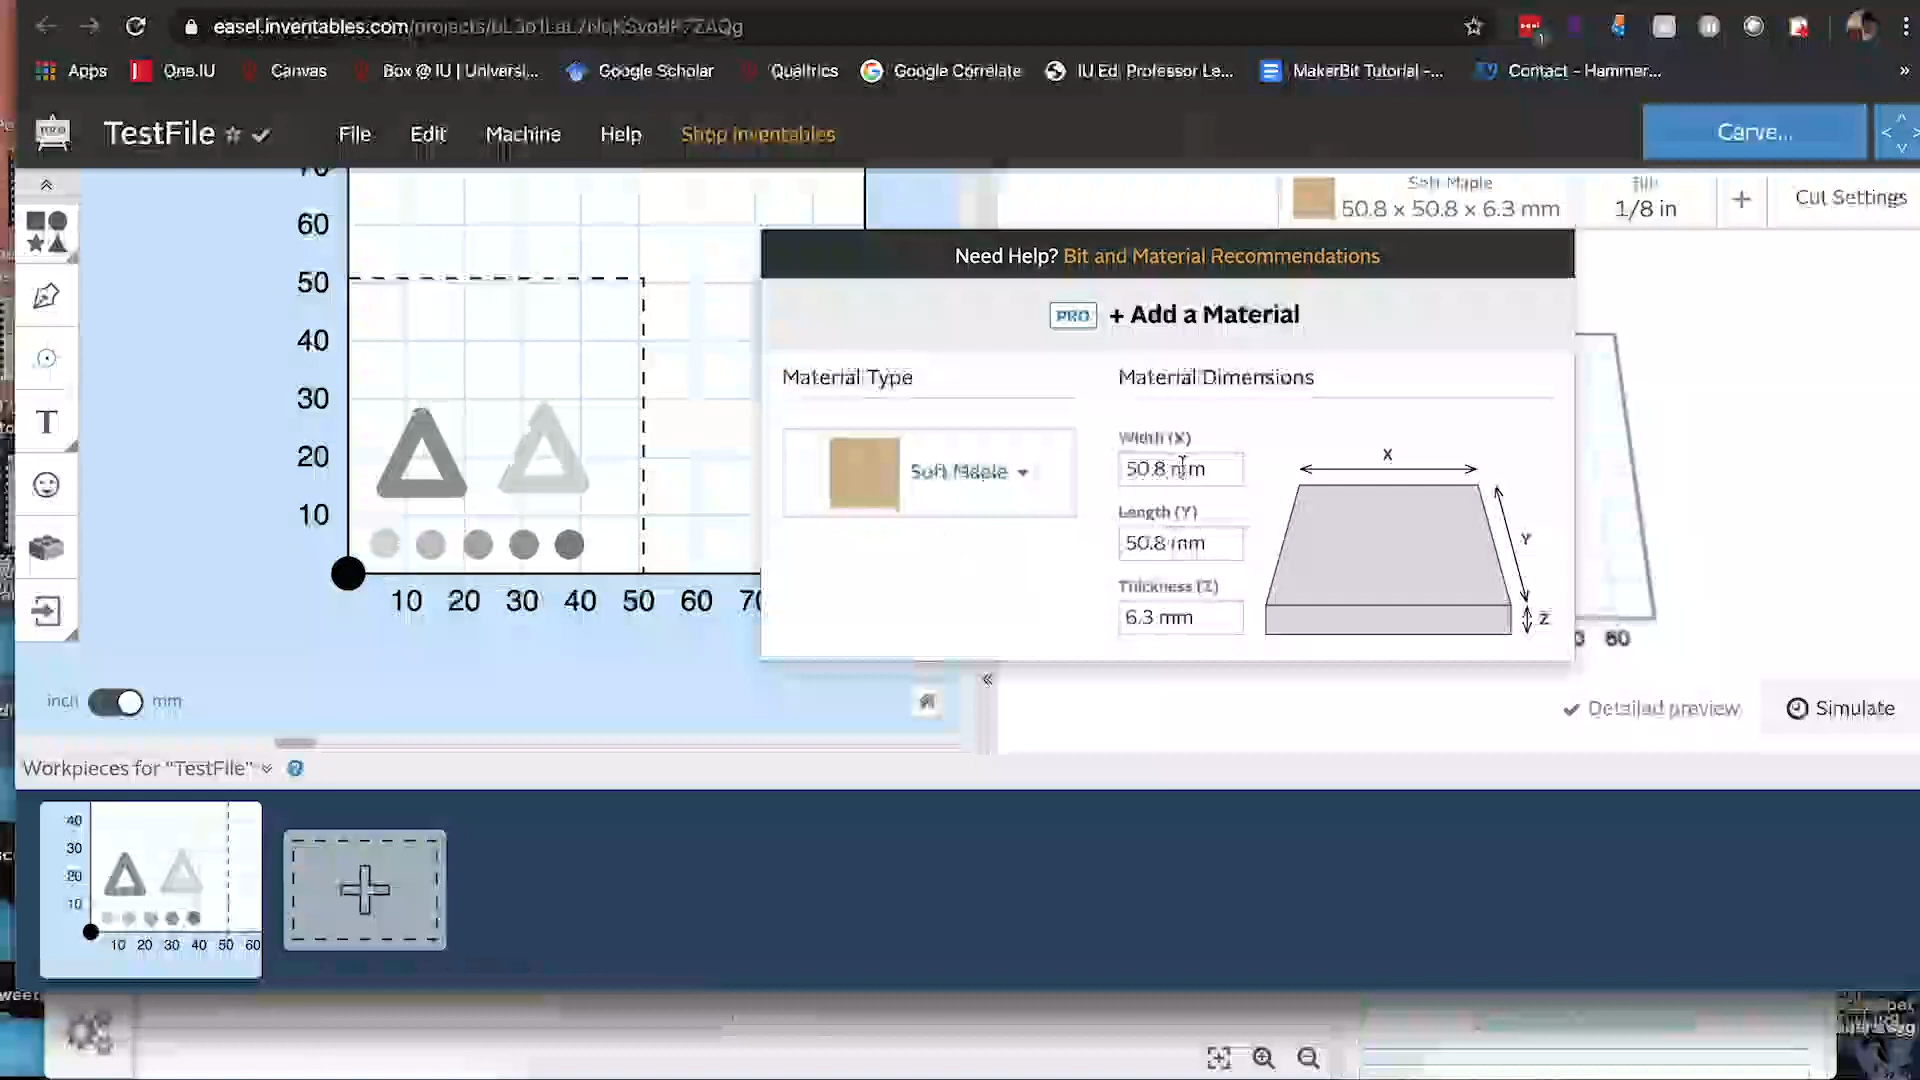 easel.inventables.com/projects/
Apps
One.IU
Canvas
Box @ IU | Universi...
Google Scholar
Qualtrics
Google Correlate
IU Ed. Professor Le...
MakerBit Tutorial -...
Contact - Hammer...
»
PRO
TestFile
File
Edit
Machine
Help
Shop Inventables
Carve...
Soft Maple
50.8 x 50.8 x 6.3 mm
Bit:
1/8 in
+
Cut Settings
70
60
50
40
30
20
10
10 20 30 40 50 60 70
T
Need Help? Bit and Material Recommendations
PRO + Add a Material
Material Type
Soft Maple
Material Dimensions
Width (X)
50.8 mm
Length (Y)
50.8 mm
Thickness (Z)
6.3 mm
X
Y
Z
60
inch
mm
Detailed preview
Simulate
Workpieces for "TestFile"
?
40
30
20
10
10 20 30 40 50 60